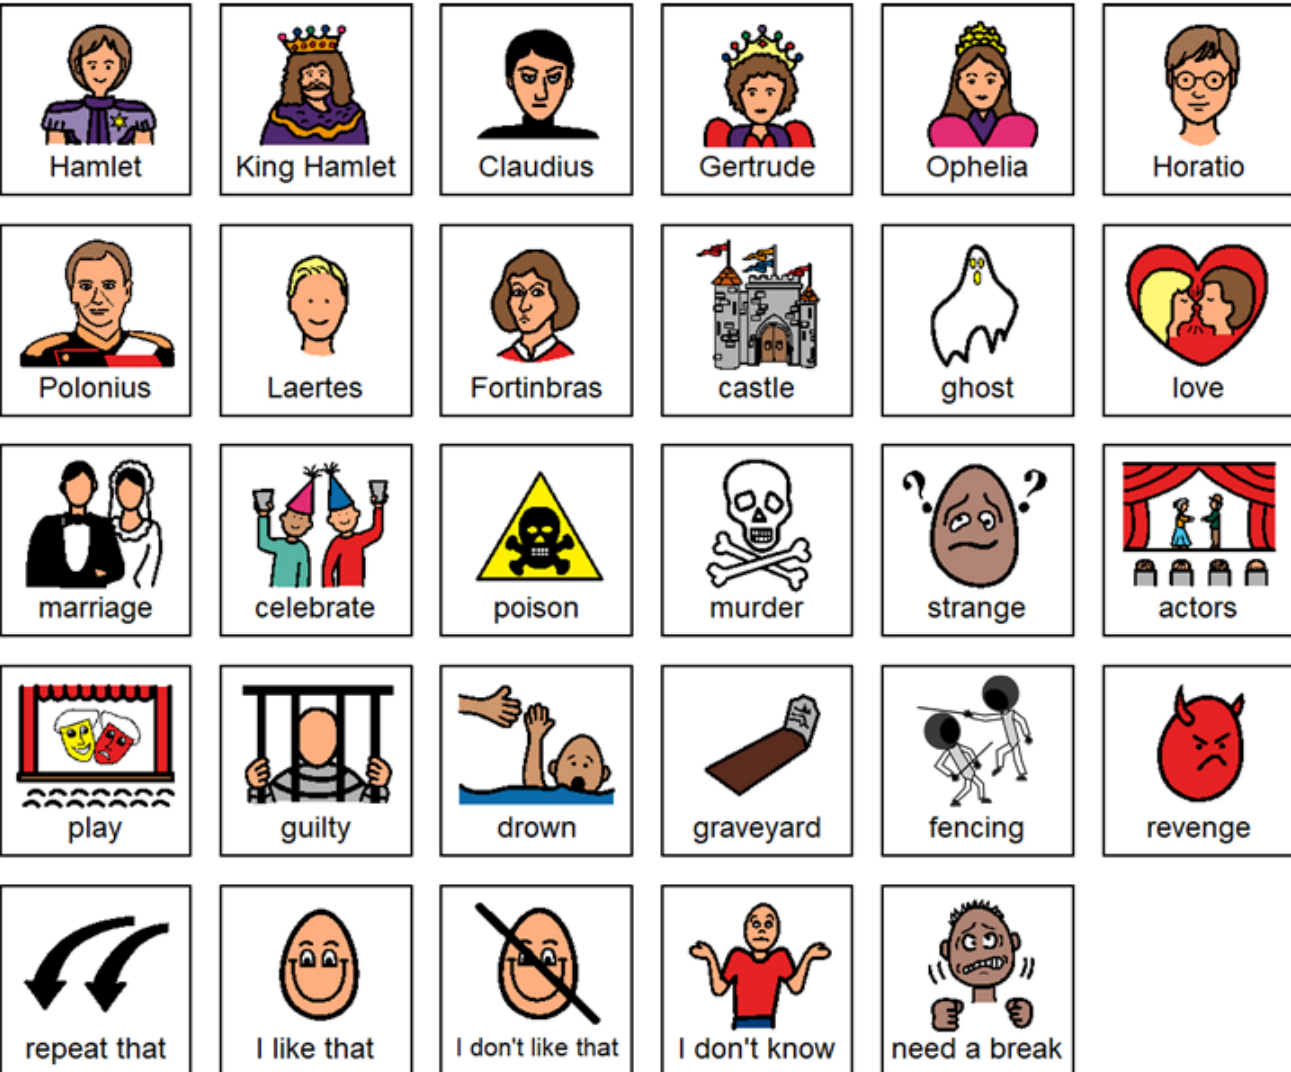 Hamlet
King Hamlet
Claudius
Gertrude
Ophelia
Horatio
Polonius
Laertes
Fortinbras
castle
ghost
love
marriage
celebrate
poison
murder
strange
actors
play
guilty
drown
graveyard
fencing
revenge
repeat that
I like that
I don't like that
I don't know
need a break